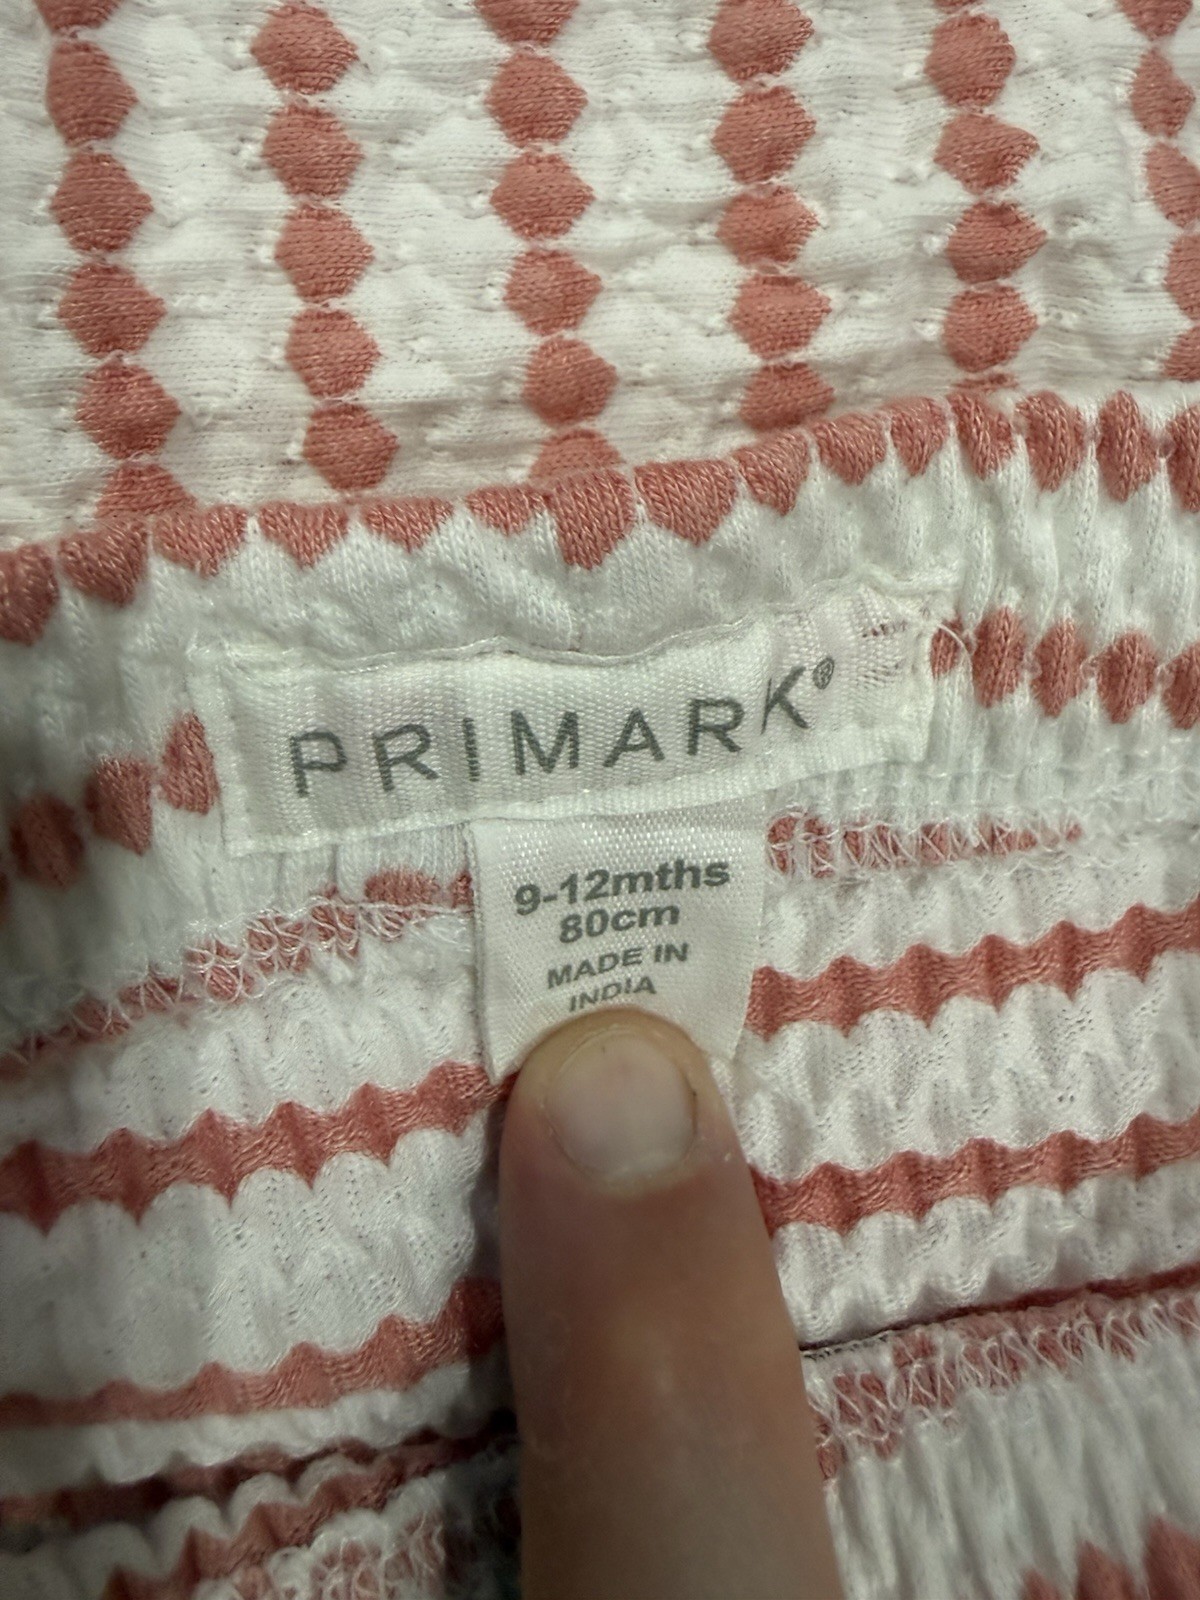 PRIMARK®
9-12mths
80cm
MADE IN
INDIA